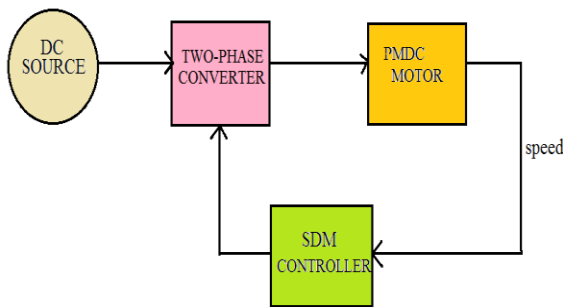 DC
SOURCE
TWO-PHASE
CONVERTER
PMDC
MOTOR
speed
SDM
CONTROLLER